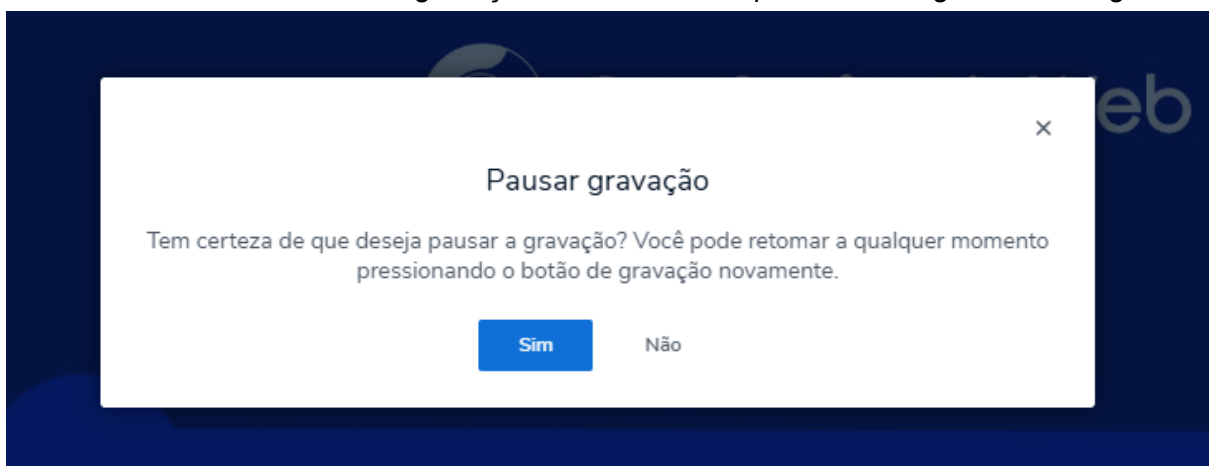 eb
×
Pausar gravação
Tem certeza de que deseja pausar a gravação? Você pode retomar a qualquer momento
pressionando o botão de gravação novamente.
Sim
Não